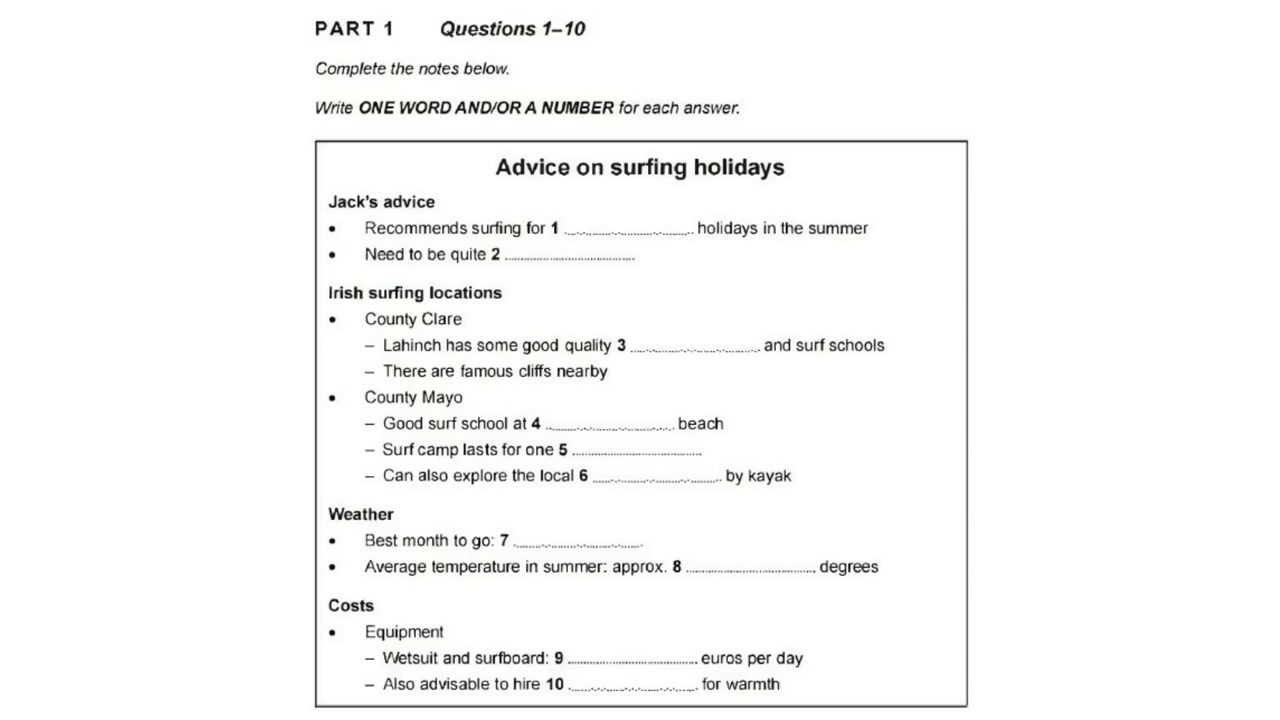 PART 1 Questions 1–10
Complete the notes below.
Write ONE WORD AND/OR A NUMBER for each answer.
Advice on surfing holidays
Jack's advice
• Recommends surfing for 1 .............................. holidays in the summer
• Need to be quite 2 ..............................
Irish surfing locations
• County Clare
– Lahinch has some good quality 3 .............................. and surf schools
– There are famous cliffs nearby
• County Mayo
– Good surf school at 4 .............................. beach
– Surf camp lasts for one 5 ..............................
– Can also explore the local 6 .............................. by kayak
Weather
• Best month to go: 7 ..............................
• Average temperature in summer: approx. 8 .............................. degrees
Costs
• Equipment
– Wetsuit and surfboard: 9 .............................. euros per day
– Also advisable to hire 10 .............................. for warmth